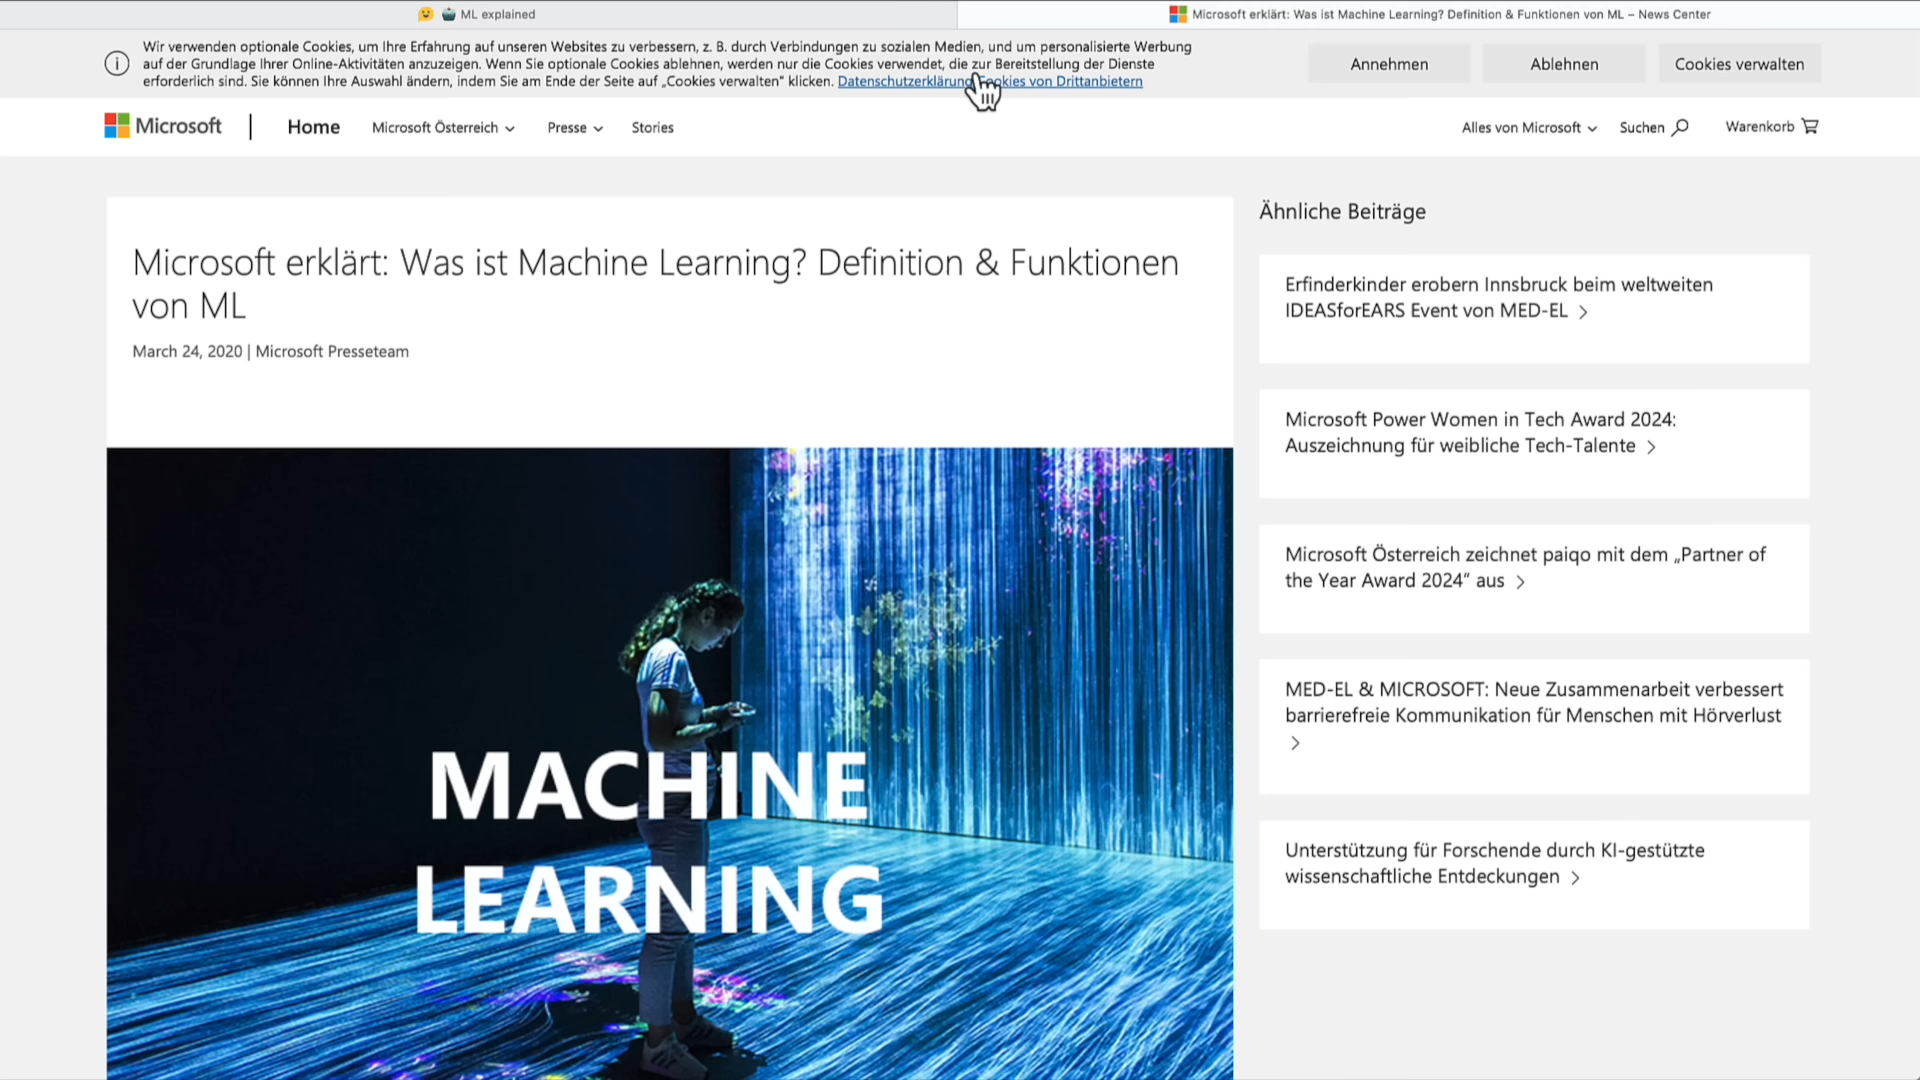 ML explained
Microsoft erklärt: Was ist Machine Learning? Definition & Funktionen von ML – News Center
Wir verwenden optionale Cookies, um Ihre Erfahrung auf unseren Websites zu verbessern, z. B. durch Verbindungen zu sozialen Medien, und um personalisierte Werbung
auf der Grundlage Ihrer Online-Aktivitäten anzuzeigen. Wenn Sie optionale Cookies ablehnen, werden nur die Cookies verwendet, die zur Bereitstellung der Dienste
erforderlich sind. Sie können Ihre Auswahl ändern, indem Sie am Ende der Seite auf „Cookies verwalten“ klicken. Datenschutzerklärung Cookies von Drittanbietern
Annehmen
Ablehnen
Cookies verwalten
Microsoft
Home
Microsoft Österreich
Presse
Stories
Alles von Microsoft
Suchen
Warenkorb
Microsoft erklärt: Was ist Machine Learning? Definition & Funktionen
von ML
March 24, 2020 | Microsoft Presseteam
MACHINE
LEARNING
Ähnliche Beiträge
Erfinderkinder erobern Innsbruck beim weltweiten
IDEASforEARS Event von MED-EL
Microsoft Power Women in Tech Award 2024:
Auszeichnung für weibliche Tech-Talente
Microsoft Österreich zeichnet paiqo mit dem „Partner of
the Year Award 2024“ aus
MED-EL & MICROSOFT: Neue Zusammenarbeit verbessert
barrierefreie Kommunikation für Menschen mit Hörverlust
Unterstützung für Forschende durch KI-gestützte
wissenschaftliche Entdeckungen